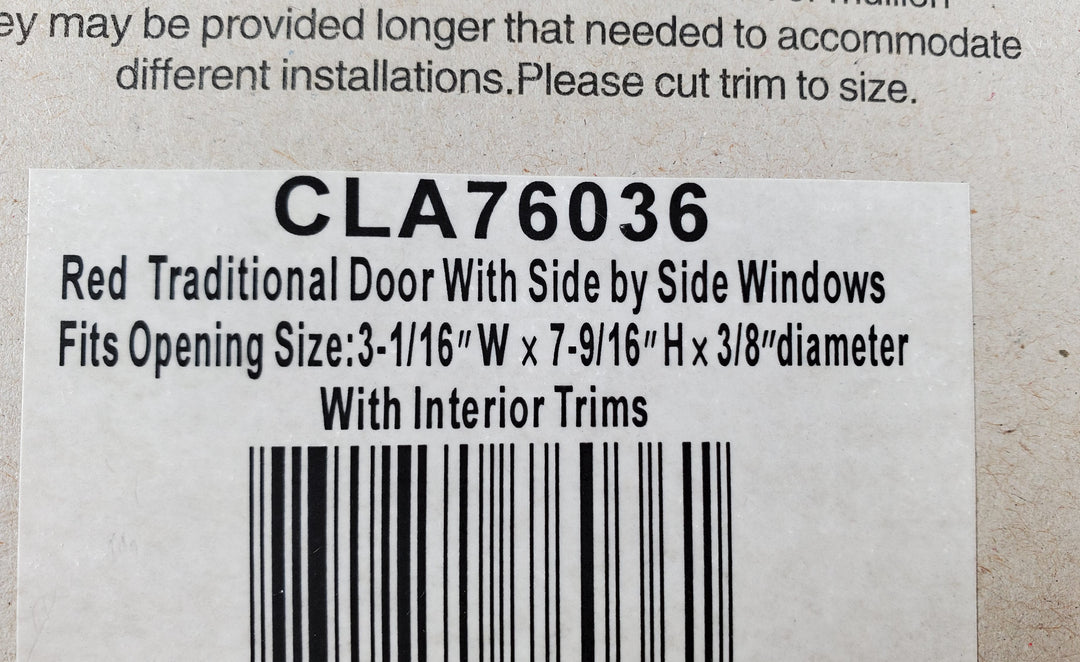 ey may be provided longer that needed to accommodate
different installations.Please cut trim to size.
CLA76036
Red Traditional Door With Side by Side Windows
Fits Opening Size:3-1/16"W x 7-9/16"H x 3/8"diameter
With Interior Trims